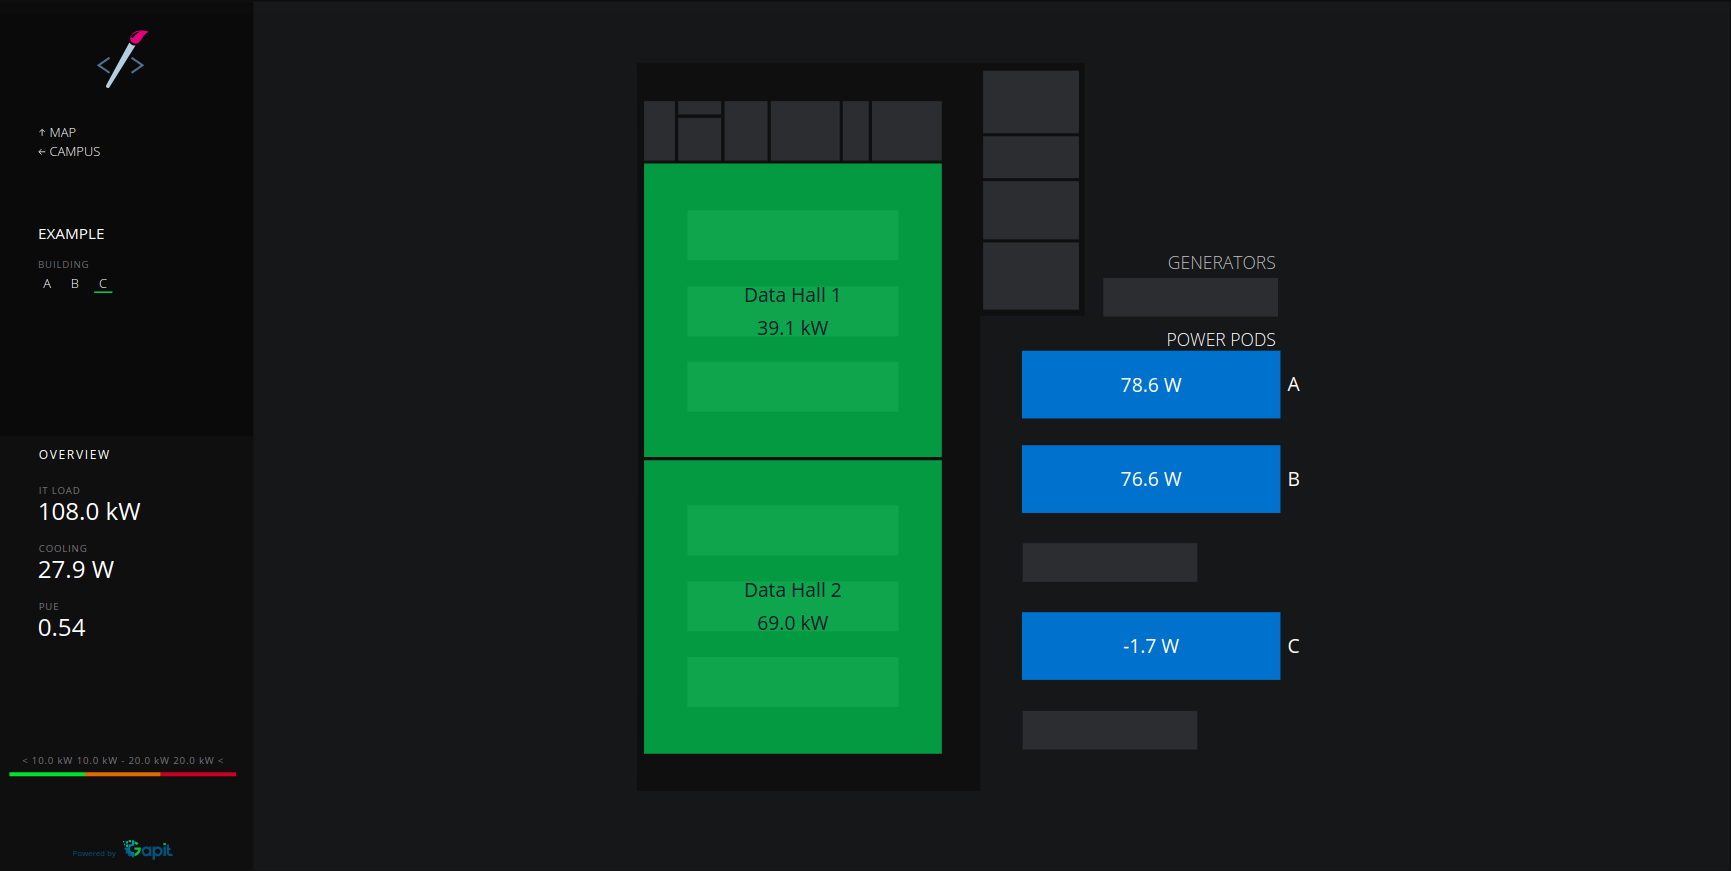 ↑ MAP
← CAMPUS
EXAMPLE
BUILDING
A B C
OVERVIEW
IT LOAD
108.0 kW
COOLING
27.9 W
PUE
0.54
< 10.0 kW 10.0 kW - 20.0 kW 20.0 kW <
Powered by Gapit
Data Hall 1
39.1 kW
Data Hall 2
69.0 kW
GENERATORS
POWER PODS
78.6 W A
76.6 W B
-1.7 W C